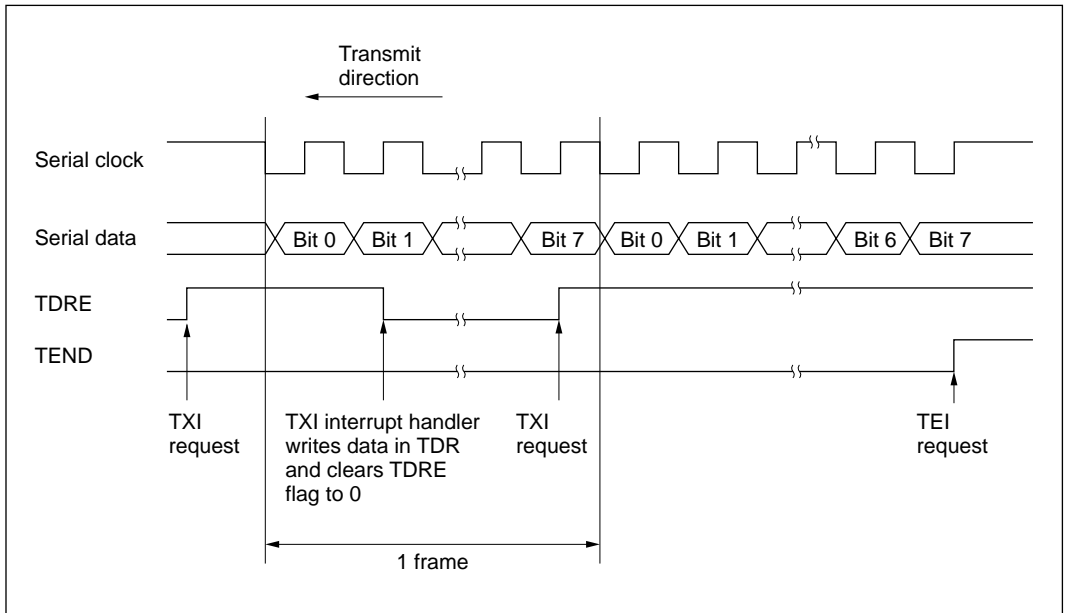 Transmit
direction
Serial clock
Serial data
Bit 0
Bit 1
Bit 7
Bit 0
Bit 1
Bit 6
Bit 7
TDRE
TEND
TXI
request
TXI interrupt handler
writes data in TDR
and clears TDRE
flag to 0
TXI
request
TEI
request
1 frame